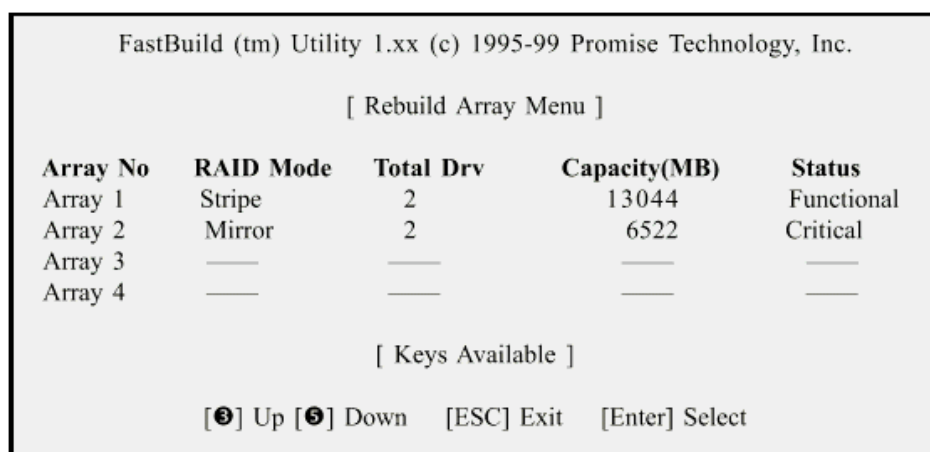 FastBuild (tm) Utility 1.xx (c) 1995-99 Promise Technology, Inc.
[ Rebuild Array Menu ]
Array No RAID Mode Total Drv Capacity(MB) Status
Array 1 Stripe 2 13044 Functional
Array 2 Mirror 2 6522 Critical
Array 3 —— —— —— ——
Array 4 —— —— —— ——
[ Keys Available ]
[❸] Up [❺] Down [ESC] Exit [Enter] Select